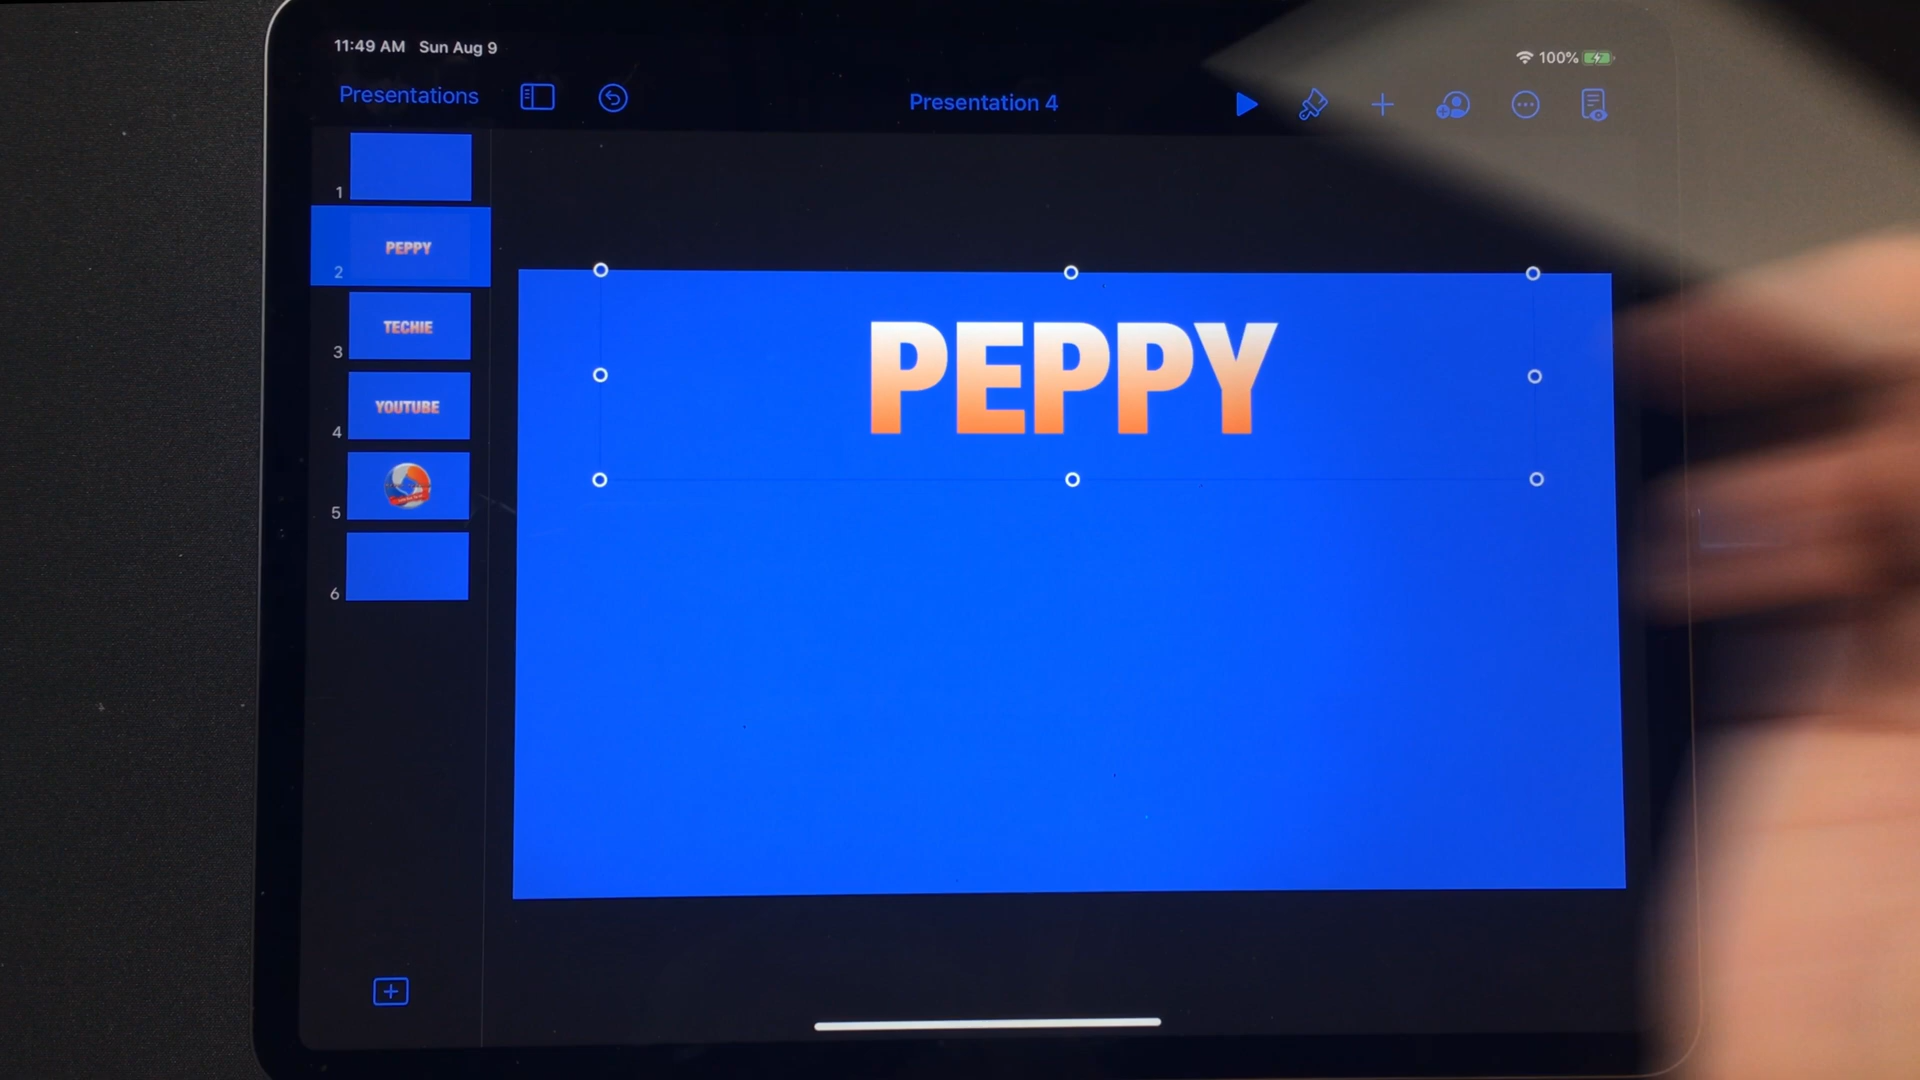 11:49 AM Sun Aug 9
100%
Presentations
Presentation 4
1
PEPPY
2
TECHIE
3
YOUTUBE
4
5
6
PEPPY